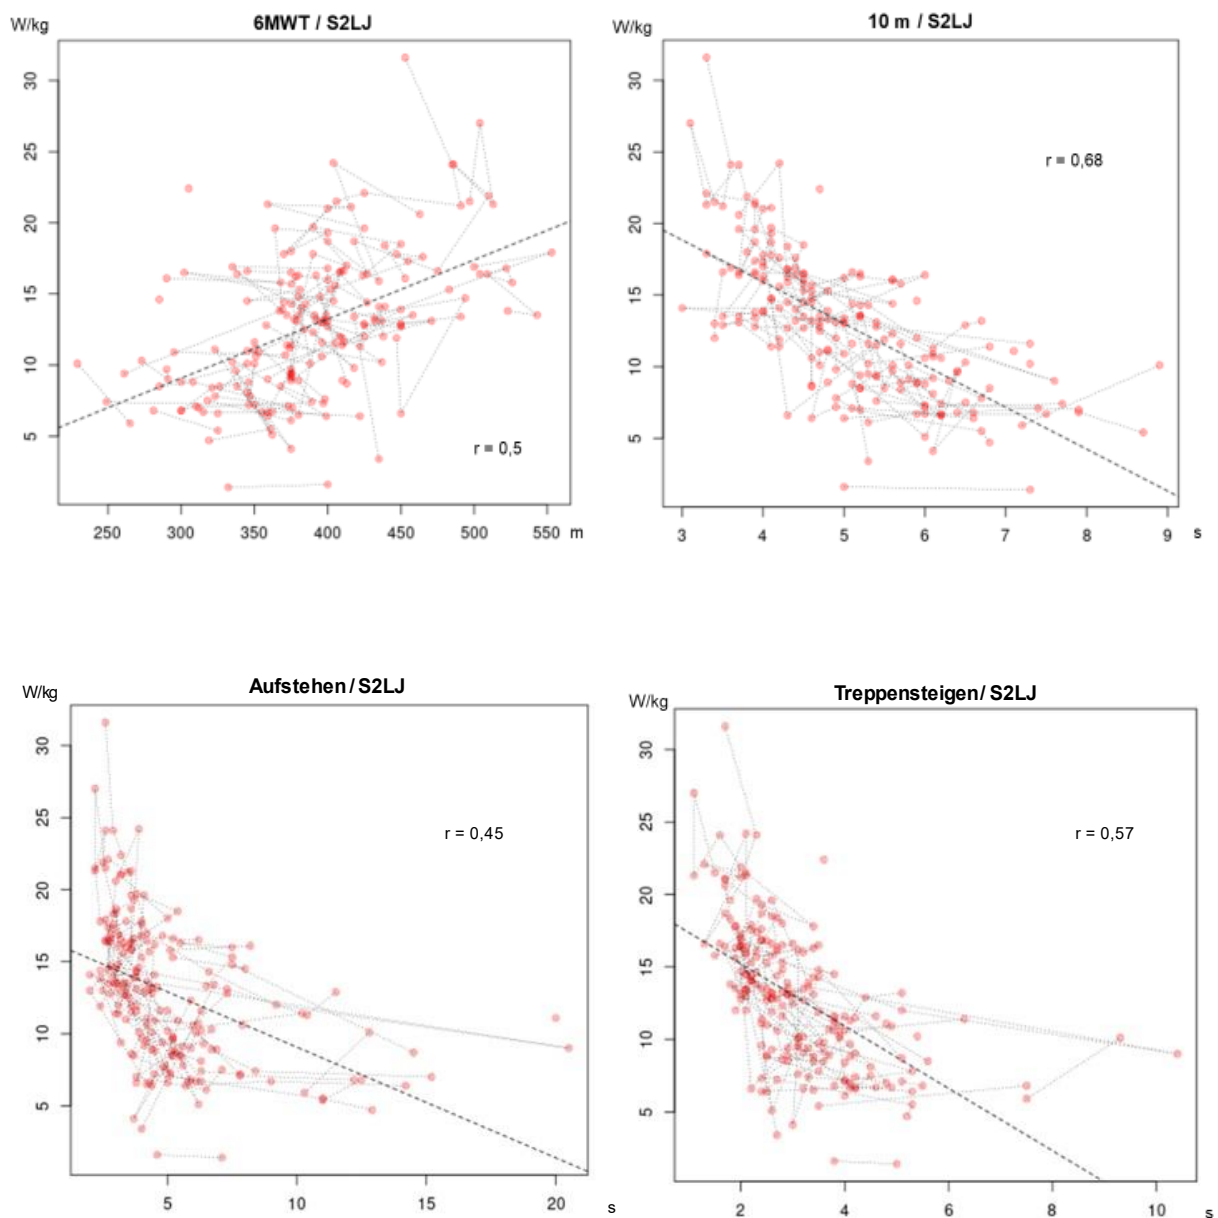 6MWT / S2LJ
W/kg
30
25
20
15
10
5
r = 0,5
250 300 350 400 450 500 550 m
10 m / S2LJ
W/kg
30
25
20
15
10
5
r = 0,68
3 4 5 6 7 8 9 s
Aufstehen / S2LJ
W/kg
30
25
20
15
10
5
r = 0,45
5 10 15 20 s
Treppensteigen / S2LJ
W/kg
30
25
20
15
10
5
r = 0,57
2 4 6 8 10 s